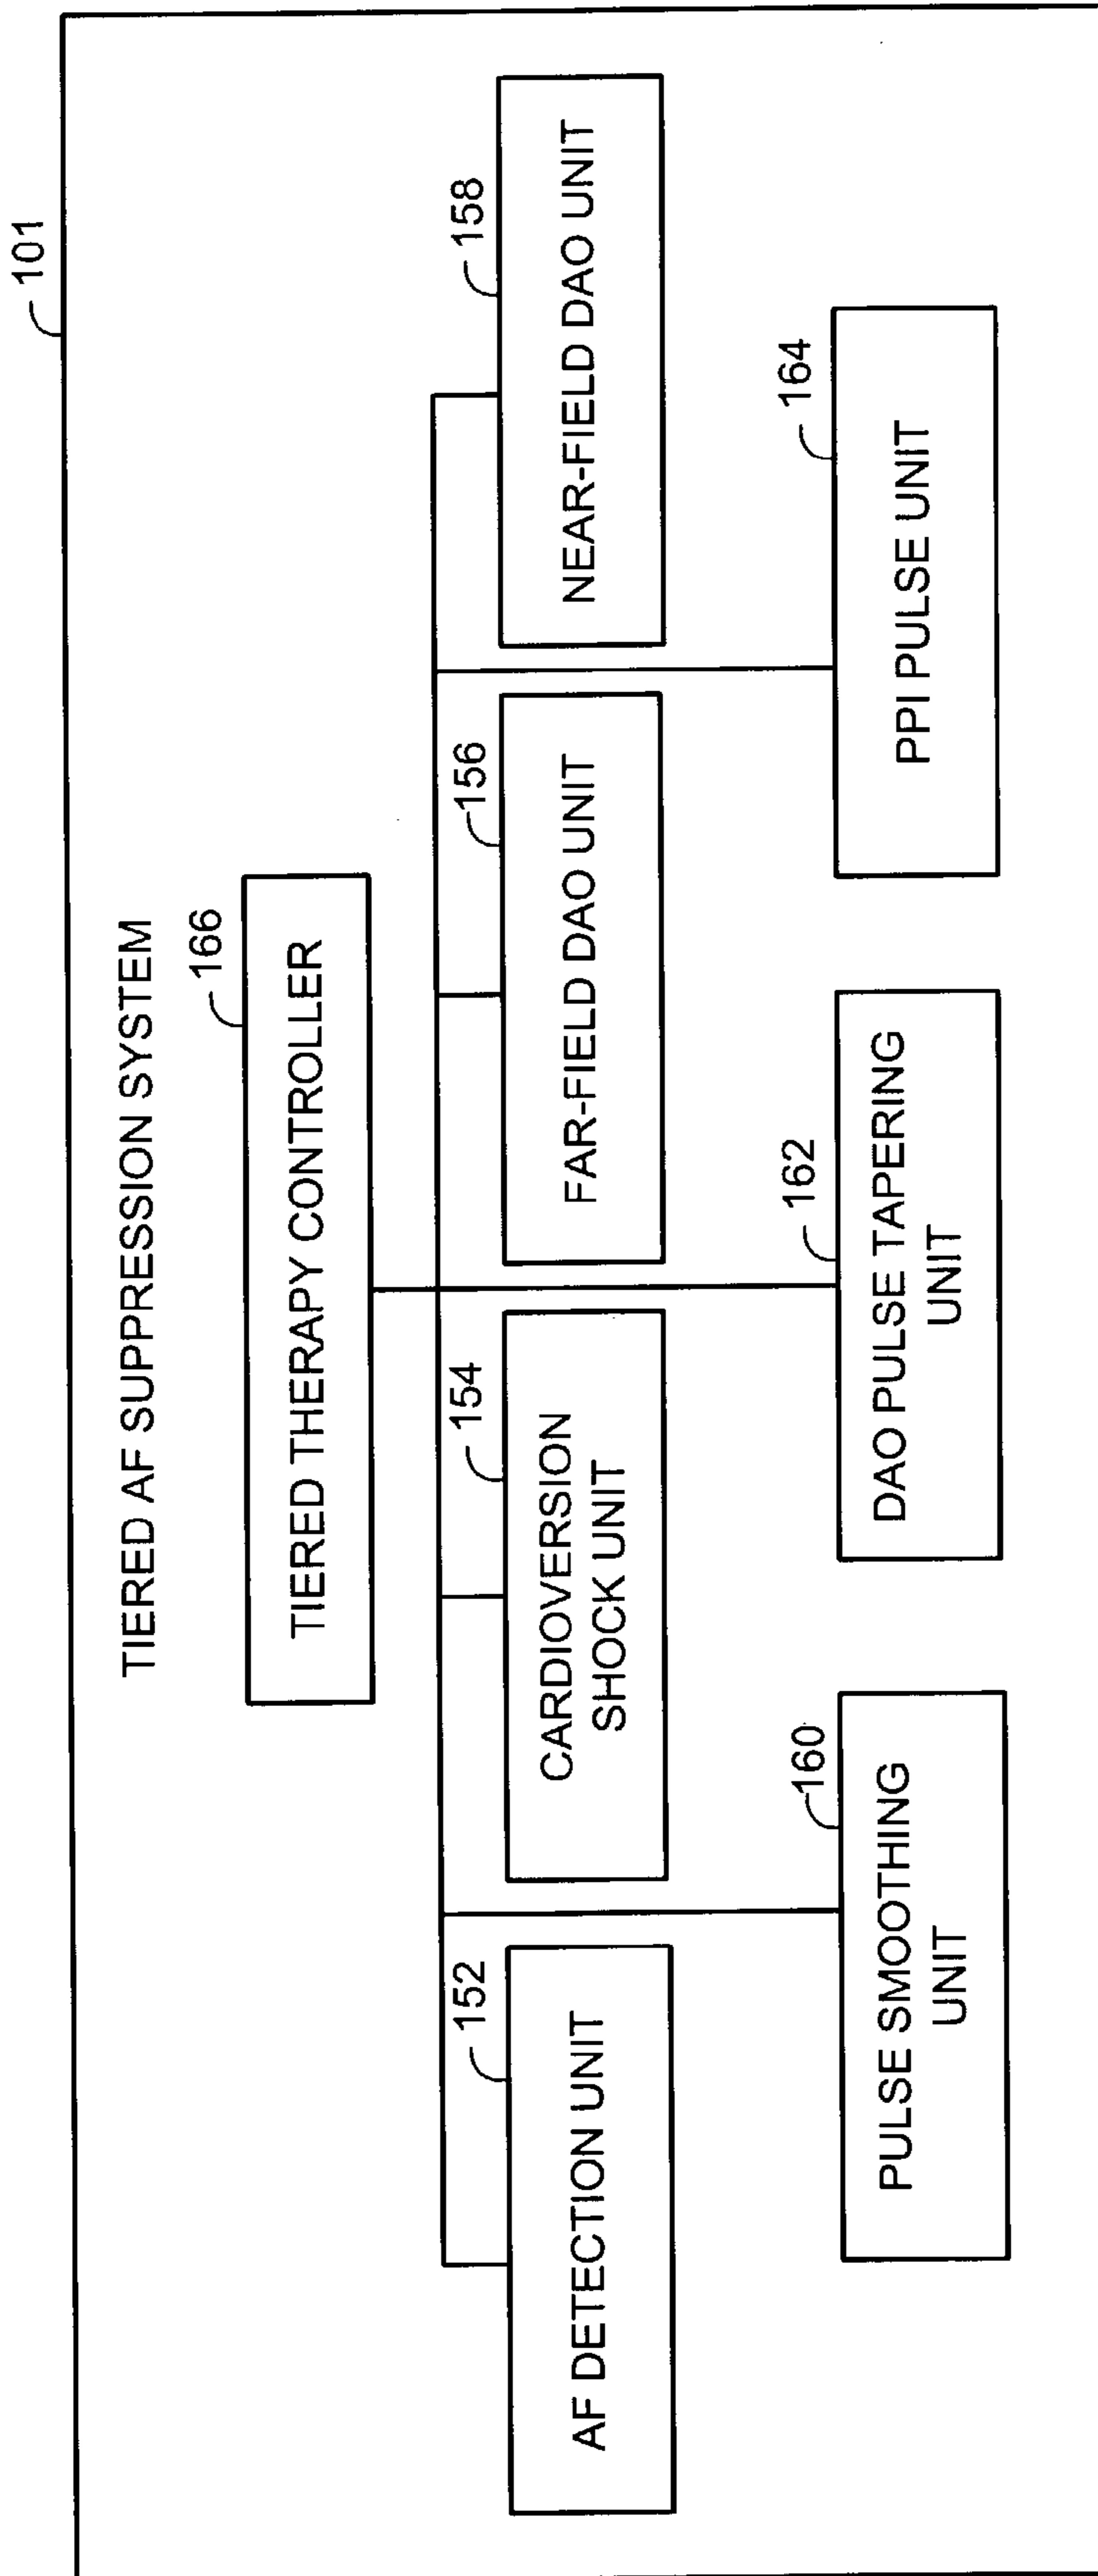 101
TIERED AF SUPPRESSION SYSTEM
166
TIERED THERAPY CONTROLLER
152
AF DETECTION UNIT
154
CARDIOVERSION
SHOCK UNIT
156
FAR-FIELD DAO UNIT
158
NEAR-FIELD DAO UNIT
160
PULSE SMOOTHING
UNIT
162
DAO PULSE TAPERING
UNIT
164
PPI PULSE UNIT